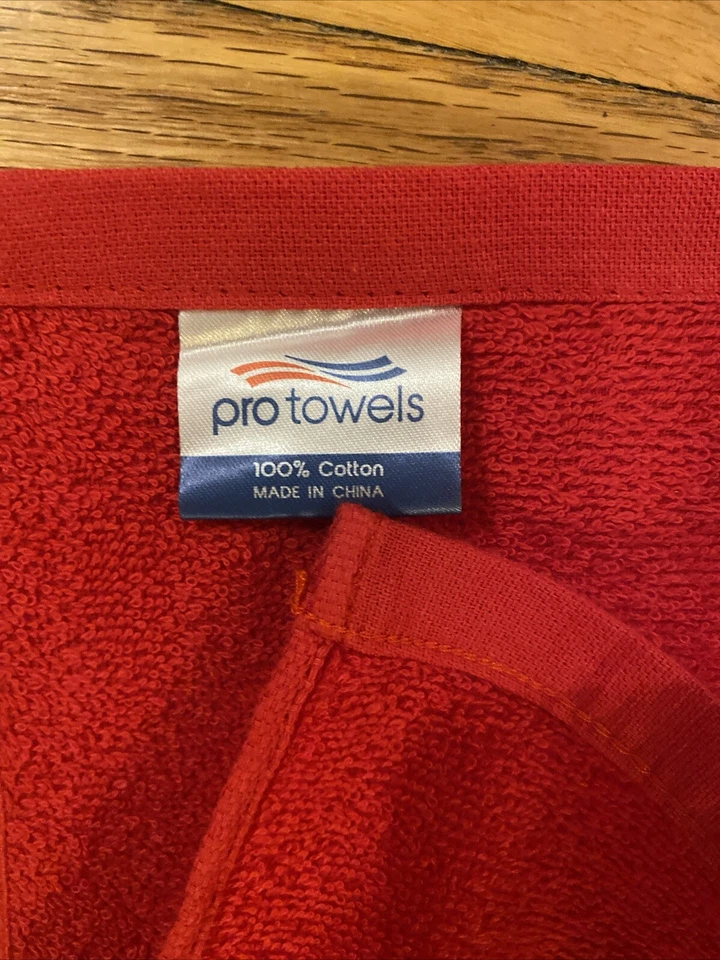 pro towels
100% Cotton
MADE IN CHINA